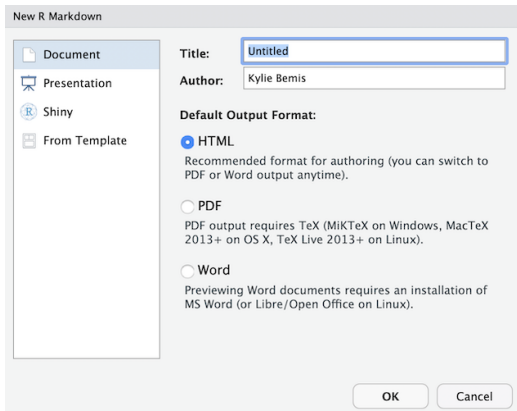 New R Markdown
Document
Presentation
R Shiny
From Template
Title: Untitled
Author: Kylie Bemis
Default Output Format:
HTML
Recommended format for authoring (you can switch to
PDF or Word output anytime).
PDF
PDF output requires TeX (MiKTeX on Windows, MacTeX
2013+ on OS X, TeX Live 2013+ on Linux).
Word
Previewing Word documents requires an installation of
MS Word (or Libre/Open Office on Linux).
OK Cancel